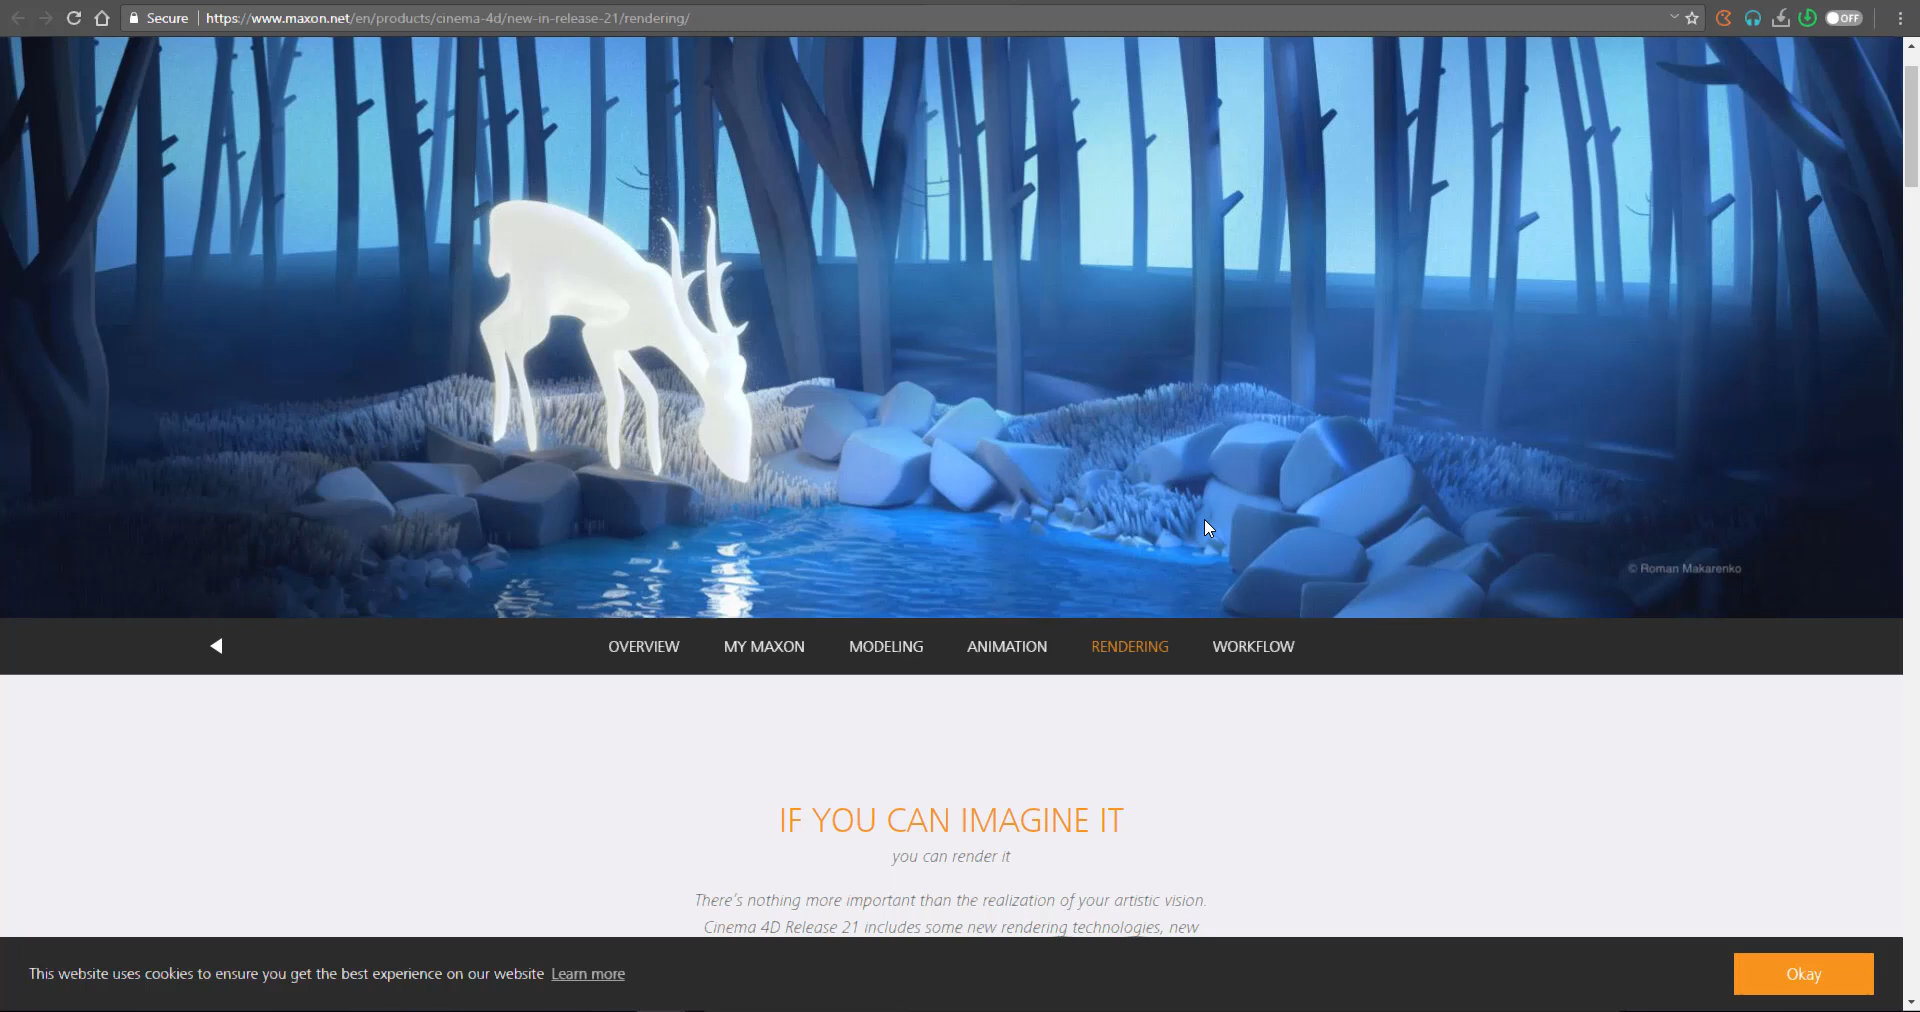 Secure
https://www.maxon.net/en/products/cinema-4d/new-in-release-21/rendering/
OFF
© Roman Makarenko
OVERVIEW MY MAXON MODELING ANIMATION RENDERING WORKFLOW
IF YOU CAN IMAGINE IT
you can render it
There's nothing more important than the realization of your artistic vision.
Cinema 4D Release 21 includes some new rendering technologies, new
This website uses cookies to ensure you get the best experience on our website Learn more
Okay